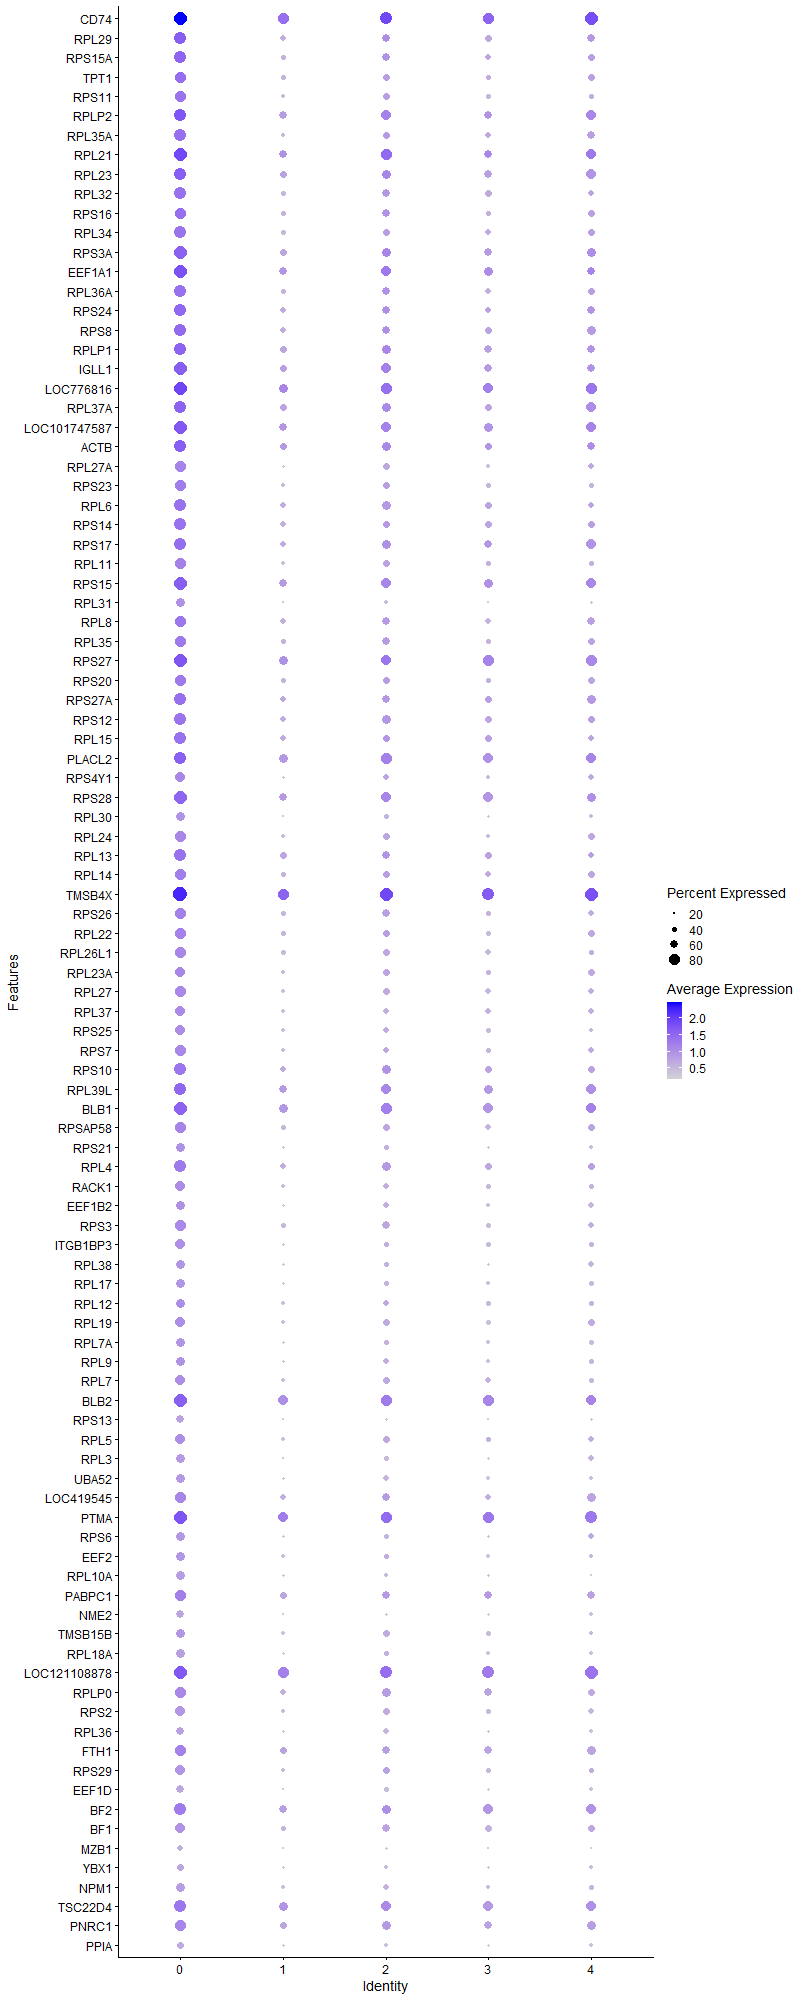 CD74
RPL29
RPS15A
TPT1
RPS11
RPLP2
RPL35A
RPL21
RPL23
RPL32
RPS16
RPL34
RPS3A
EEF1A1
RPL36A
RPS24
RPS8
RPLP1
IGLL1
LOC776816
RPL37A
LOC101747587
ACTB
RPL27A
RPS23
RPL6
RPS14
RPS17
RPL11
RPS15
RPL31
RPL8
RPL35
RPS27
RPS20
RPS27A
RPS12
RPL15
PLACL2
RPS4Y1
RPS28
RPL30
RPL24
RPL13
RPL14
TMSB4X
RPS26
RPL22
RPL26L1
RPL23A
RPL27
RPL37
RPS25
RPS7
RPS10
RPL39L
BLB1
RPSAP58
RPS21
RPL4
RACK1
EEF1B2
RPS3
ITGB1BP3
RPL38
RPL17
RPL12
RPL19
RPL7A
RPL9
RPL7
BLB2
RPS13
RPL5
RPL3
UBA52
LOC419545
PTMA
RPS6
EEF2
RPL10A
PABPC1
NME2
TMSB15B
RPL18A
LOC121108878
RPLP0
RPS2
RPL36
FTH1
RPS29
EEF1D
BF2
BF1
MZB1
YBX1
NPM1
TSC22D4
PNRC1
PPIA
Features
0 1 2 3 4
Identity
Percent Expressed
20
40
60
80
Average Expression
2.0
1.5
1.0
0.5